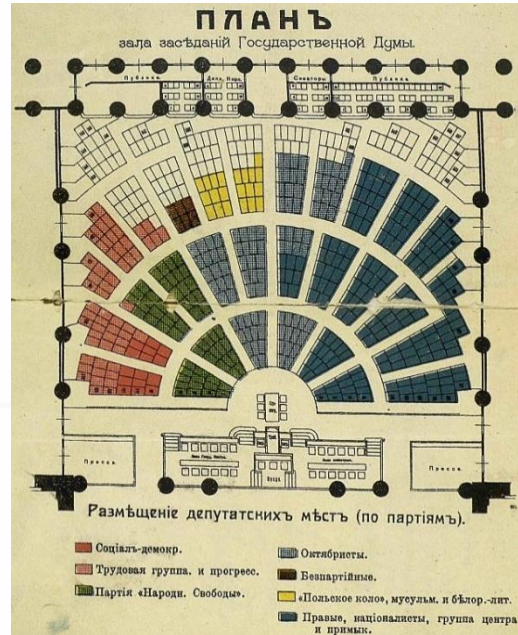 ПЛАНЪ
зала засѣданій Государственной Думы.
Публика
Публика
Пресса.
Пресса.
Размѣщеніе депутатскихъ мѣстъ (по партіямъ).
Соціалъ-демокр.
Трудовая группа. и прогресс.
Партія «Народн. Свободы».
Октябристы.
Безпартійные.
«Польское коло», мусульм. и бѣлор.-лит.
Правые, націоналисты, группа центра
и примык.